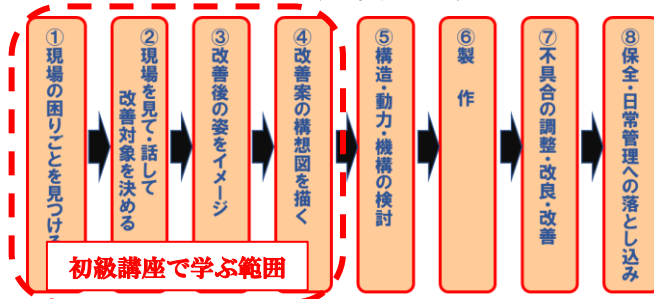 ①現場の困りごとを見つける
②現場を見て・話して
改善対象を決める
③改善後の姿をイメージ
④改善案の構想図を描く
⑤構造・動力・機構の検討
⑥製作
⑦不具合の調整・改良・改善
⑧保全・日常管理への落とし込み
初級講座で学ぶ範囲